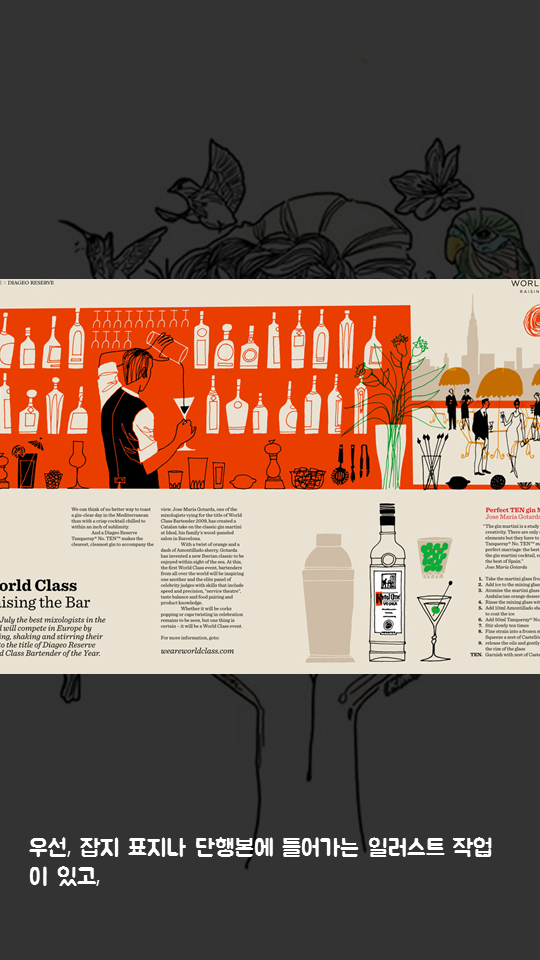 DIAGEO RESERVE
WORL
RAISIN
We can think of no better way to toast
a gin-clear day in the Mediterranean
than with a crisp cocktail chilled to
within an inch of sublimity.
And a Diageo Reserve
Tanqueray® No. TEN™ makes the
clearest, cleanest gin to accompany the
view. Jose Maria Gotarda, one of the
mixologists vying for the title of World
Class Bartender 2009, has created a
Catalan take on the classic gin martini
at Ideal, his family's wood-paneled
salon in Barcelona.
With a twist of orange and a
dash of Amontillado sherry, Gotarda
has invented a new Iberian classic to be
enjoyed within sight of the sea. At this,
the first World Class event, bartenders
from all over the world will be inspiring
one another and the elite panel of
celebrity judges with skills that include
speed and precision, "service theatre",
taste balance and food pairing and
product knowledge.
Whether it will be corks
popping or caps twisting in celebration
remains to be seen, but one thing is
certain – it will be a World Class event.
For more information, goto:
weareworldclass.com
orld Class
ising the Bar
July the best mixologists in the
d will compete in Europe by
ing, shaking and stirring their
to the title of Diageo Reserve
d Class Bartender of the Year.
Ketel One
VODKA
Perfect TEN gin M
Jose Maria Gotarda
"The gin martini is a study
creativity. There are only
elements but they have to
perfect marriage: the best
the gin martini cocktail,
the best of Spain."
Jose Maria Gotarda
1. Take the martini glass fro
2. Add ice to the mixing glass
3. Atomise the martini glass
Andalucian orange desser
4. Rinse the mixing glass wit
5. Add 10ml Amontillado she
to coat the ice
6. Add 50ml Tanqueray® No.
7. Stir slowly ten times
8. Fine strain into a frozen m
Squeeze a zest of Castello
9. release the oils and gently
the rim of the glass
TEN. Garnish with zest of Caste
우선, 잡지 표지나 단행본에 들어가는 일러스트 작업
이 있고,